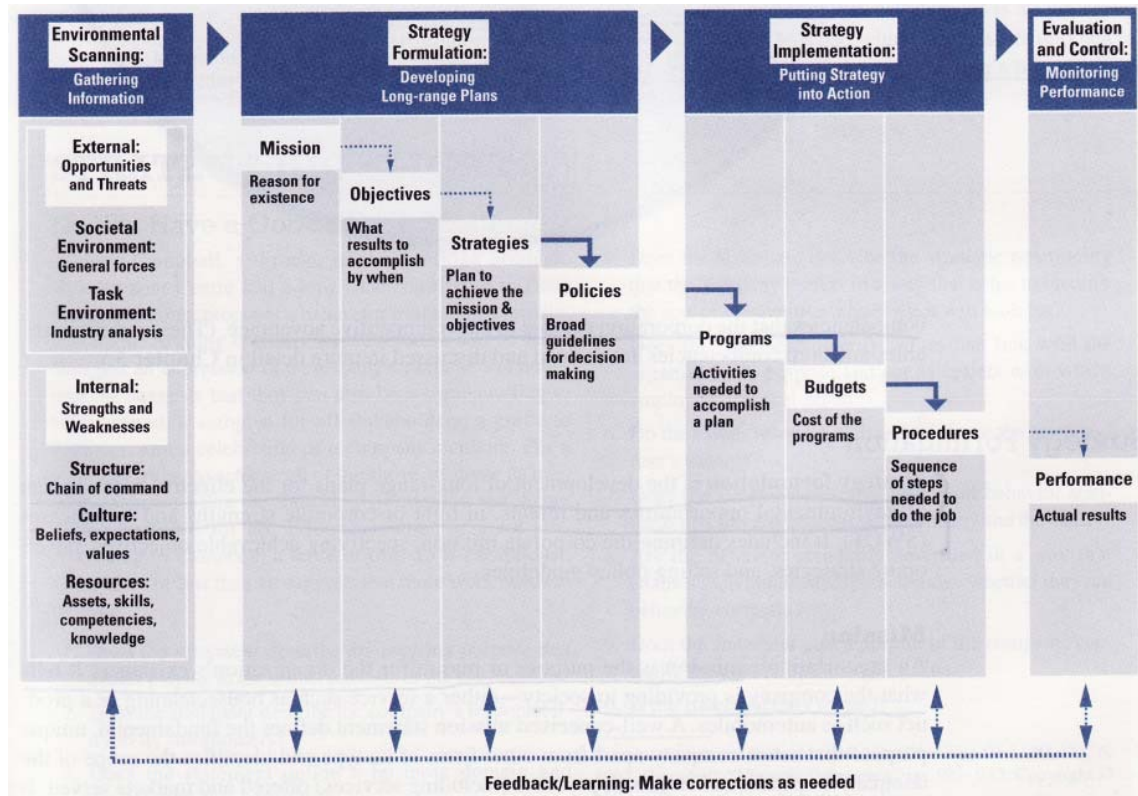 Environmental
Scanning:
Gathering
Information
Strategy
Formulation:
Developing
Long-range Plans
Strategy
Implementation:
Putting Strategy
into Action
Evaluation
and Control:
Monitoring
Performance
External:
Opportunities
and Threats
Societal
Environment:
General forces
Task
Environment:
Industry analysis
Internal:
Strengths and
Weaknesses
Structure:
Chain of command
Culture:
Beliefs, expectations,
values
Resources:
Assets, skills,
competencies,
knowledge
Mission
Reason for
existence
Objectives
What
results to
accomplish
by when
Strategies
Plan to
achieve the
mission &
objectives
Policies
Broad
guidelines
for decision
making
Programs
Activities
needed to
accomplish
a plan
Budgets
Cost of the
programs
Procedures
Sequence
of steps
needed to
do the job
Performance
Actual results
Feedback/Learning: Make corrections as needed